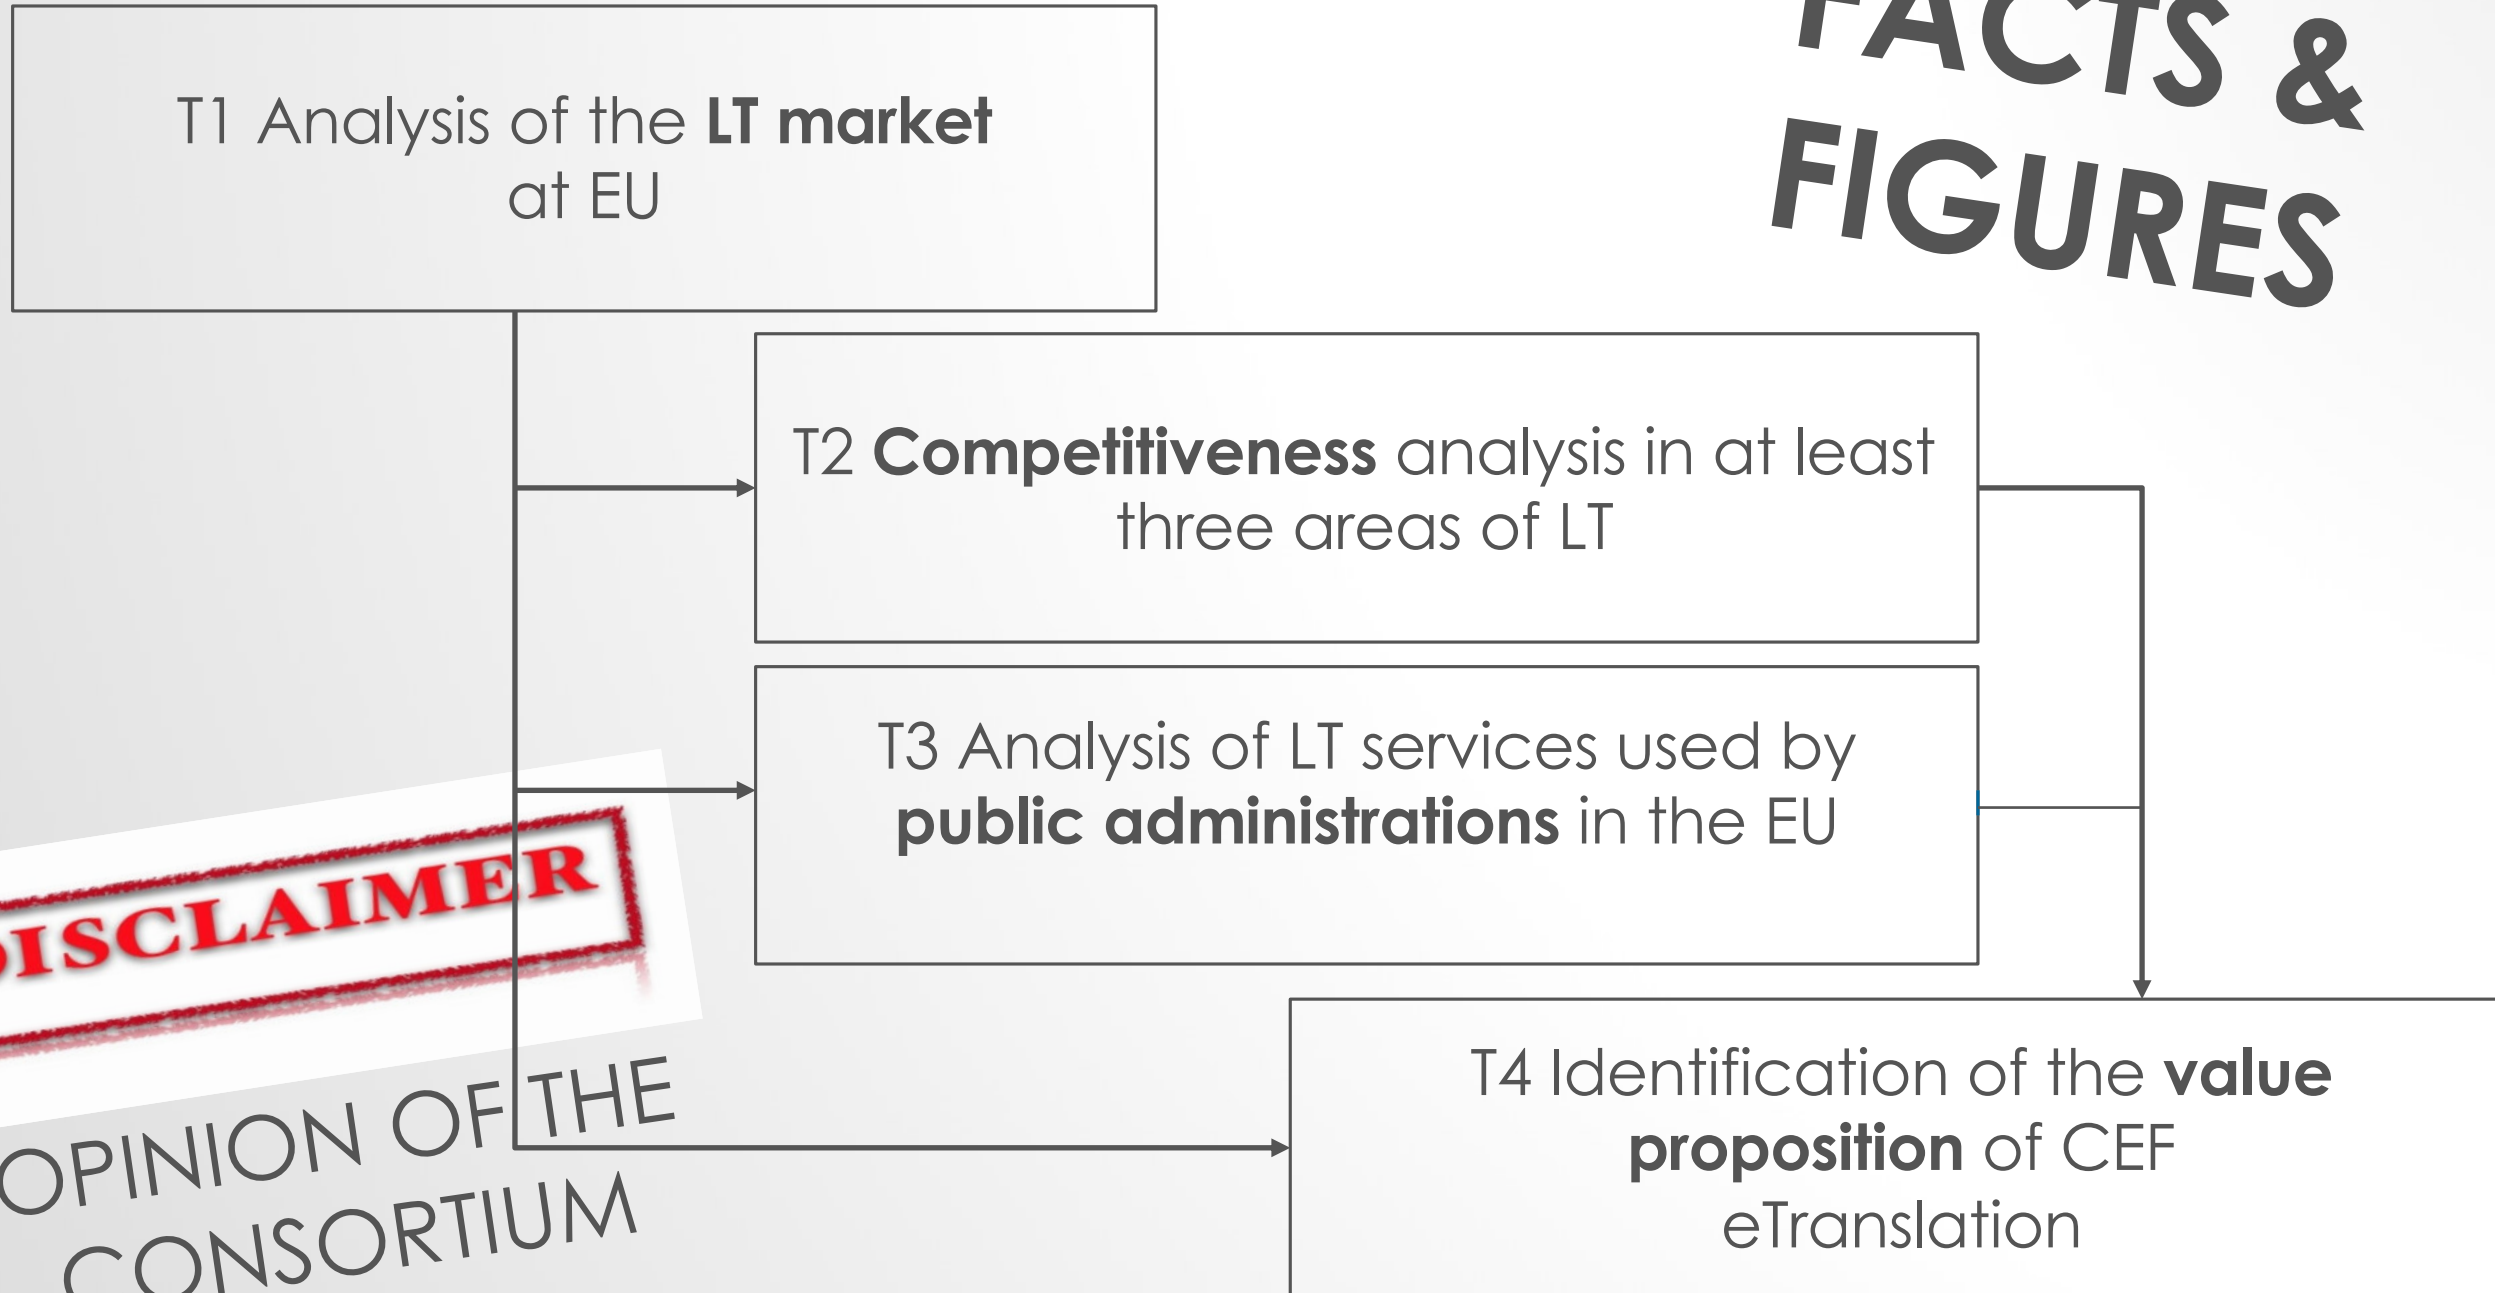 FACTS &
FIGURES
T1 Analysis of the LT market
at EU
T2 Competitiveness analysis in at least
three areas of LT
T3 Analysis of LT services used by
public administrations in the EU
DISCLAIMER
OPINION OF THE
CONSORTIUM
T4 Identification of the value
proposition of CEF
eTranslation